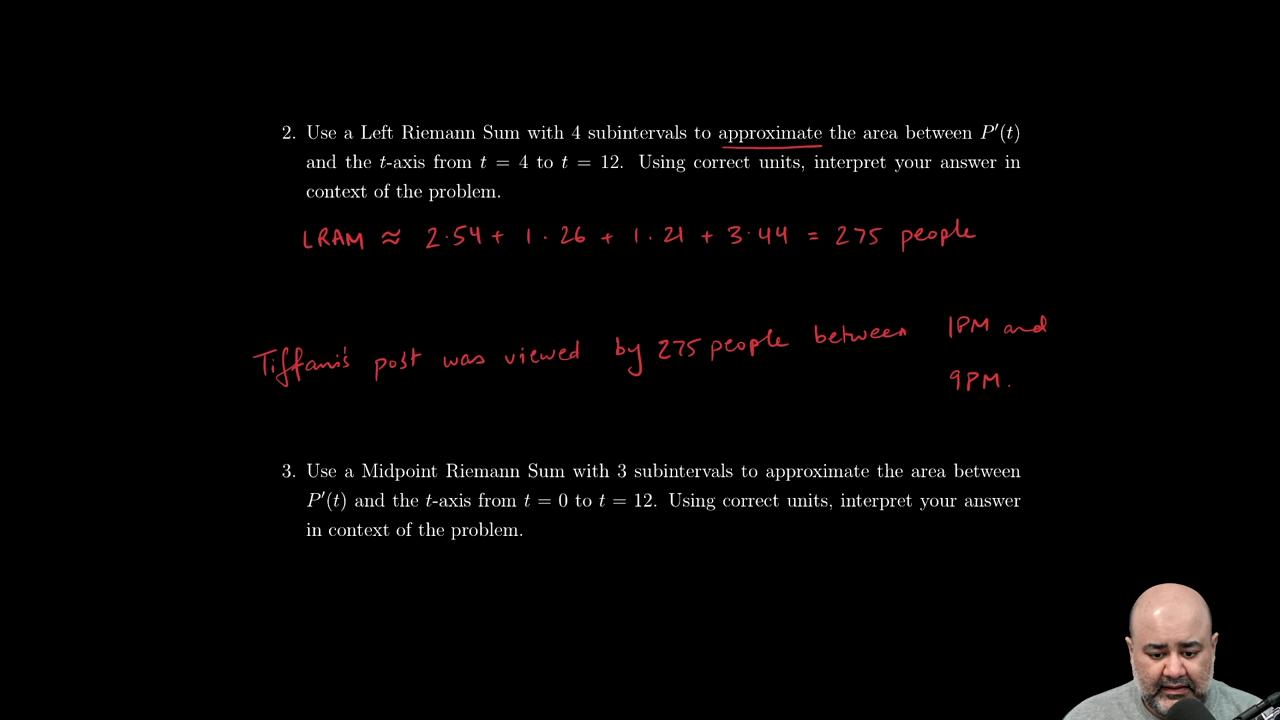 2. Use a Left Riemann Sum with 4 subintervals to approximate the area between P′(t)
and the t-axis from t = 4 to t = 12. Using correct units, interpret your answer in
context of the problem.
LRAM ≈ 2·54 + 1·26 + 1·21 + 3·44 = 275 people
Tiffani's post was viewed by 275 people between 1PM and
9PM.
3. Use a Midpoint Riemann Sum with 3 subintervals to approximate the area between
P′(t) and the t-axis from t = 0 to t = 12. Using correct units, interpret your answer
in context of the problem.